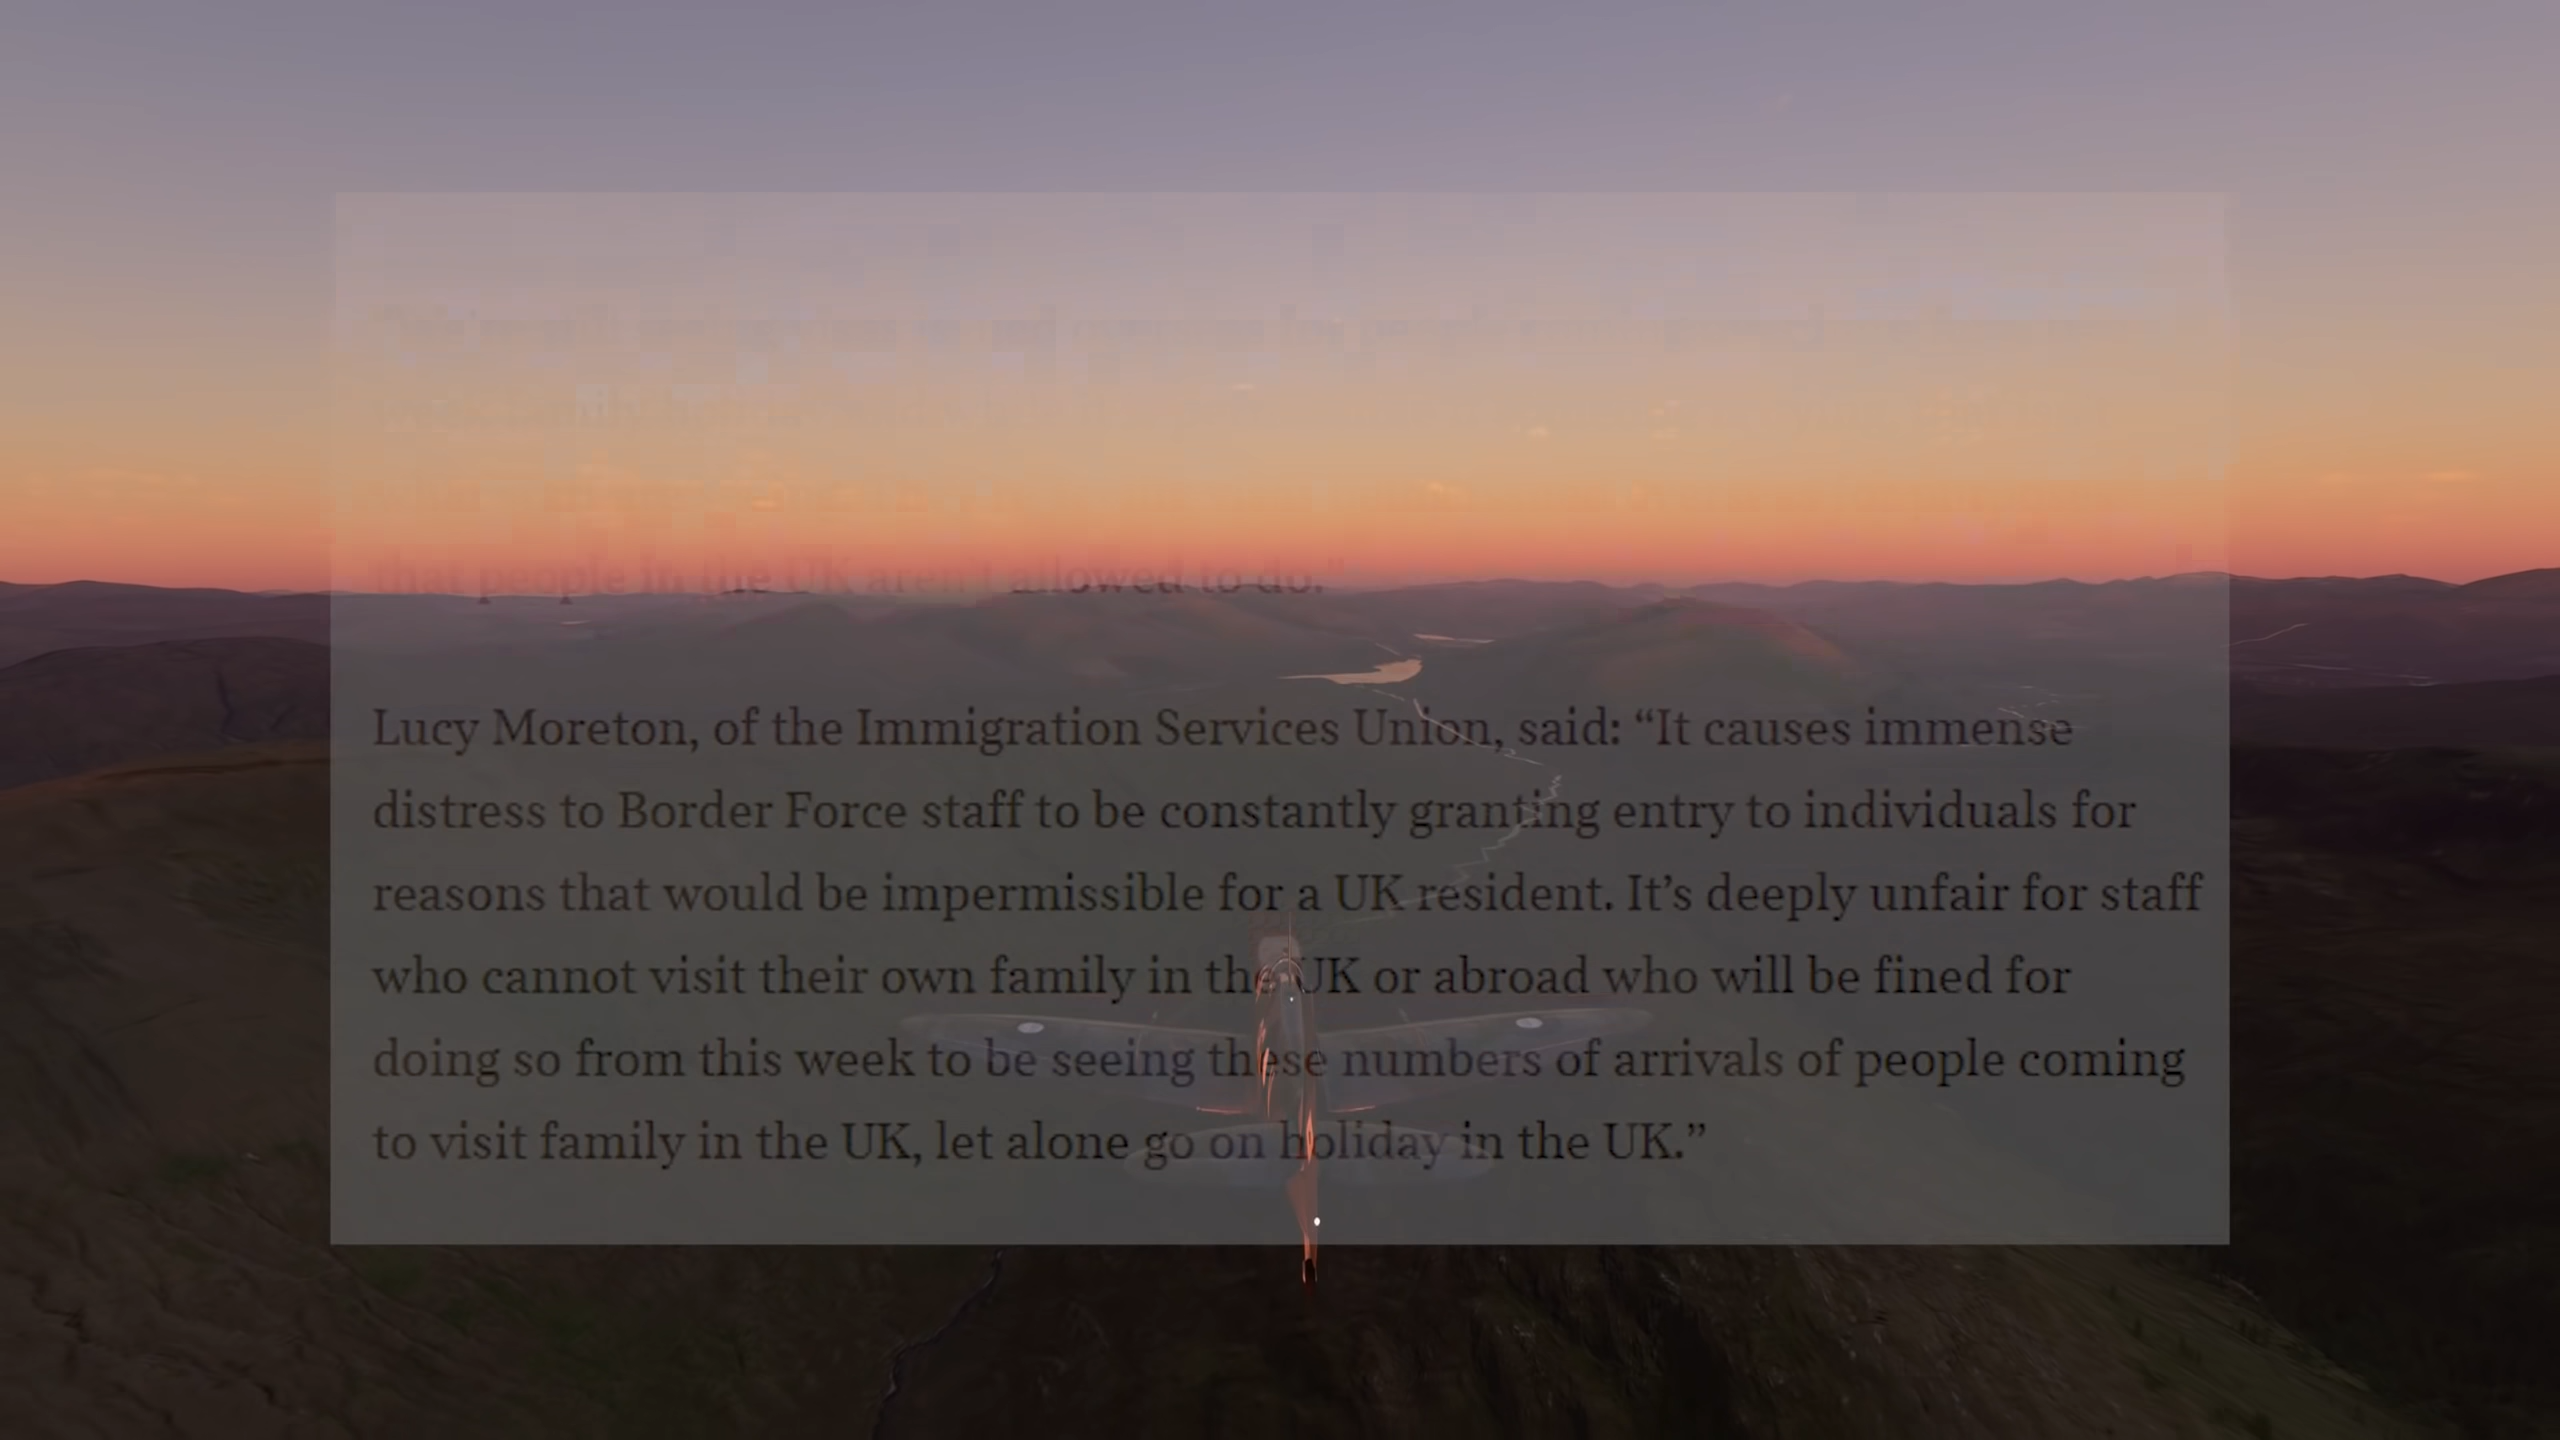 that people in the UK aren't allowed to do.”
Lucy Moreton, of the Immigration Services Union, said: “It causes immense
distress to Border Force staff to be constantly granting entry to individuals for
reasons that would be impermissible for a UK resident. It’s deeply unfair for staff
who cannot visit their own family in the UK or abroad who will be fined for
doing so from this week to be seeing these numbers of arrivals of people coming
to visit family in the UK, let alone go on holiday in the UK.”